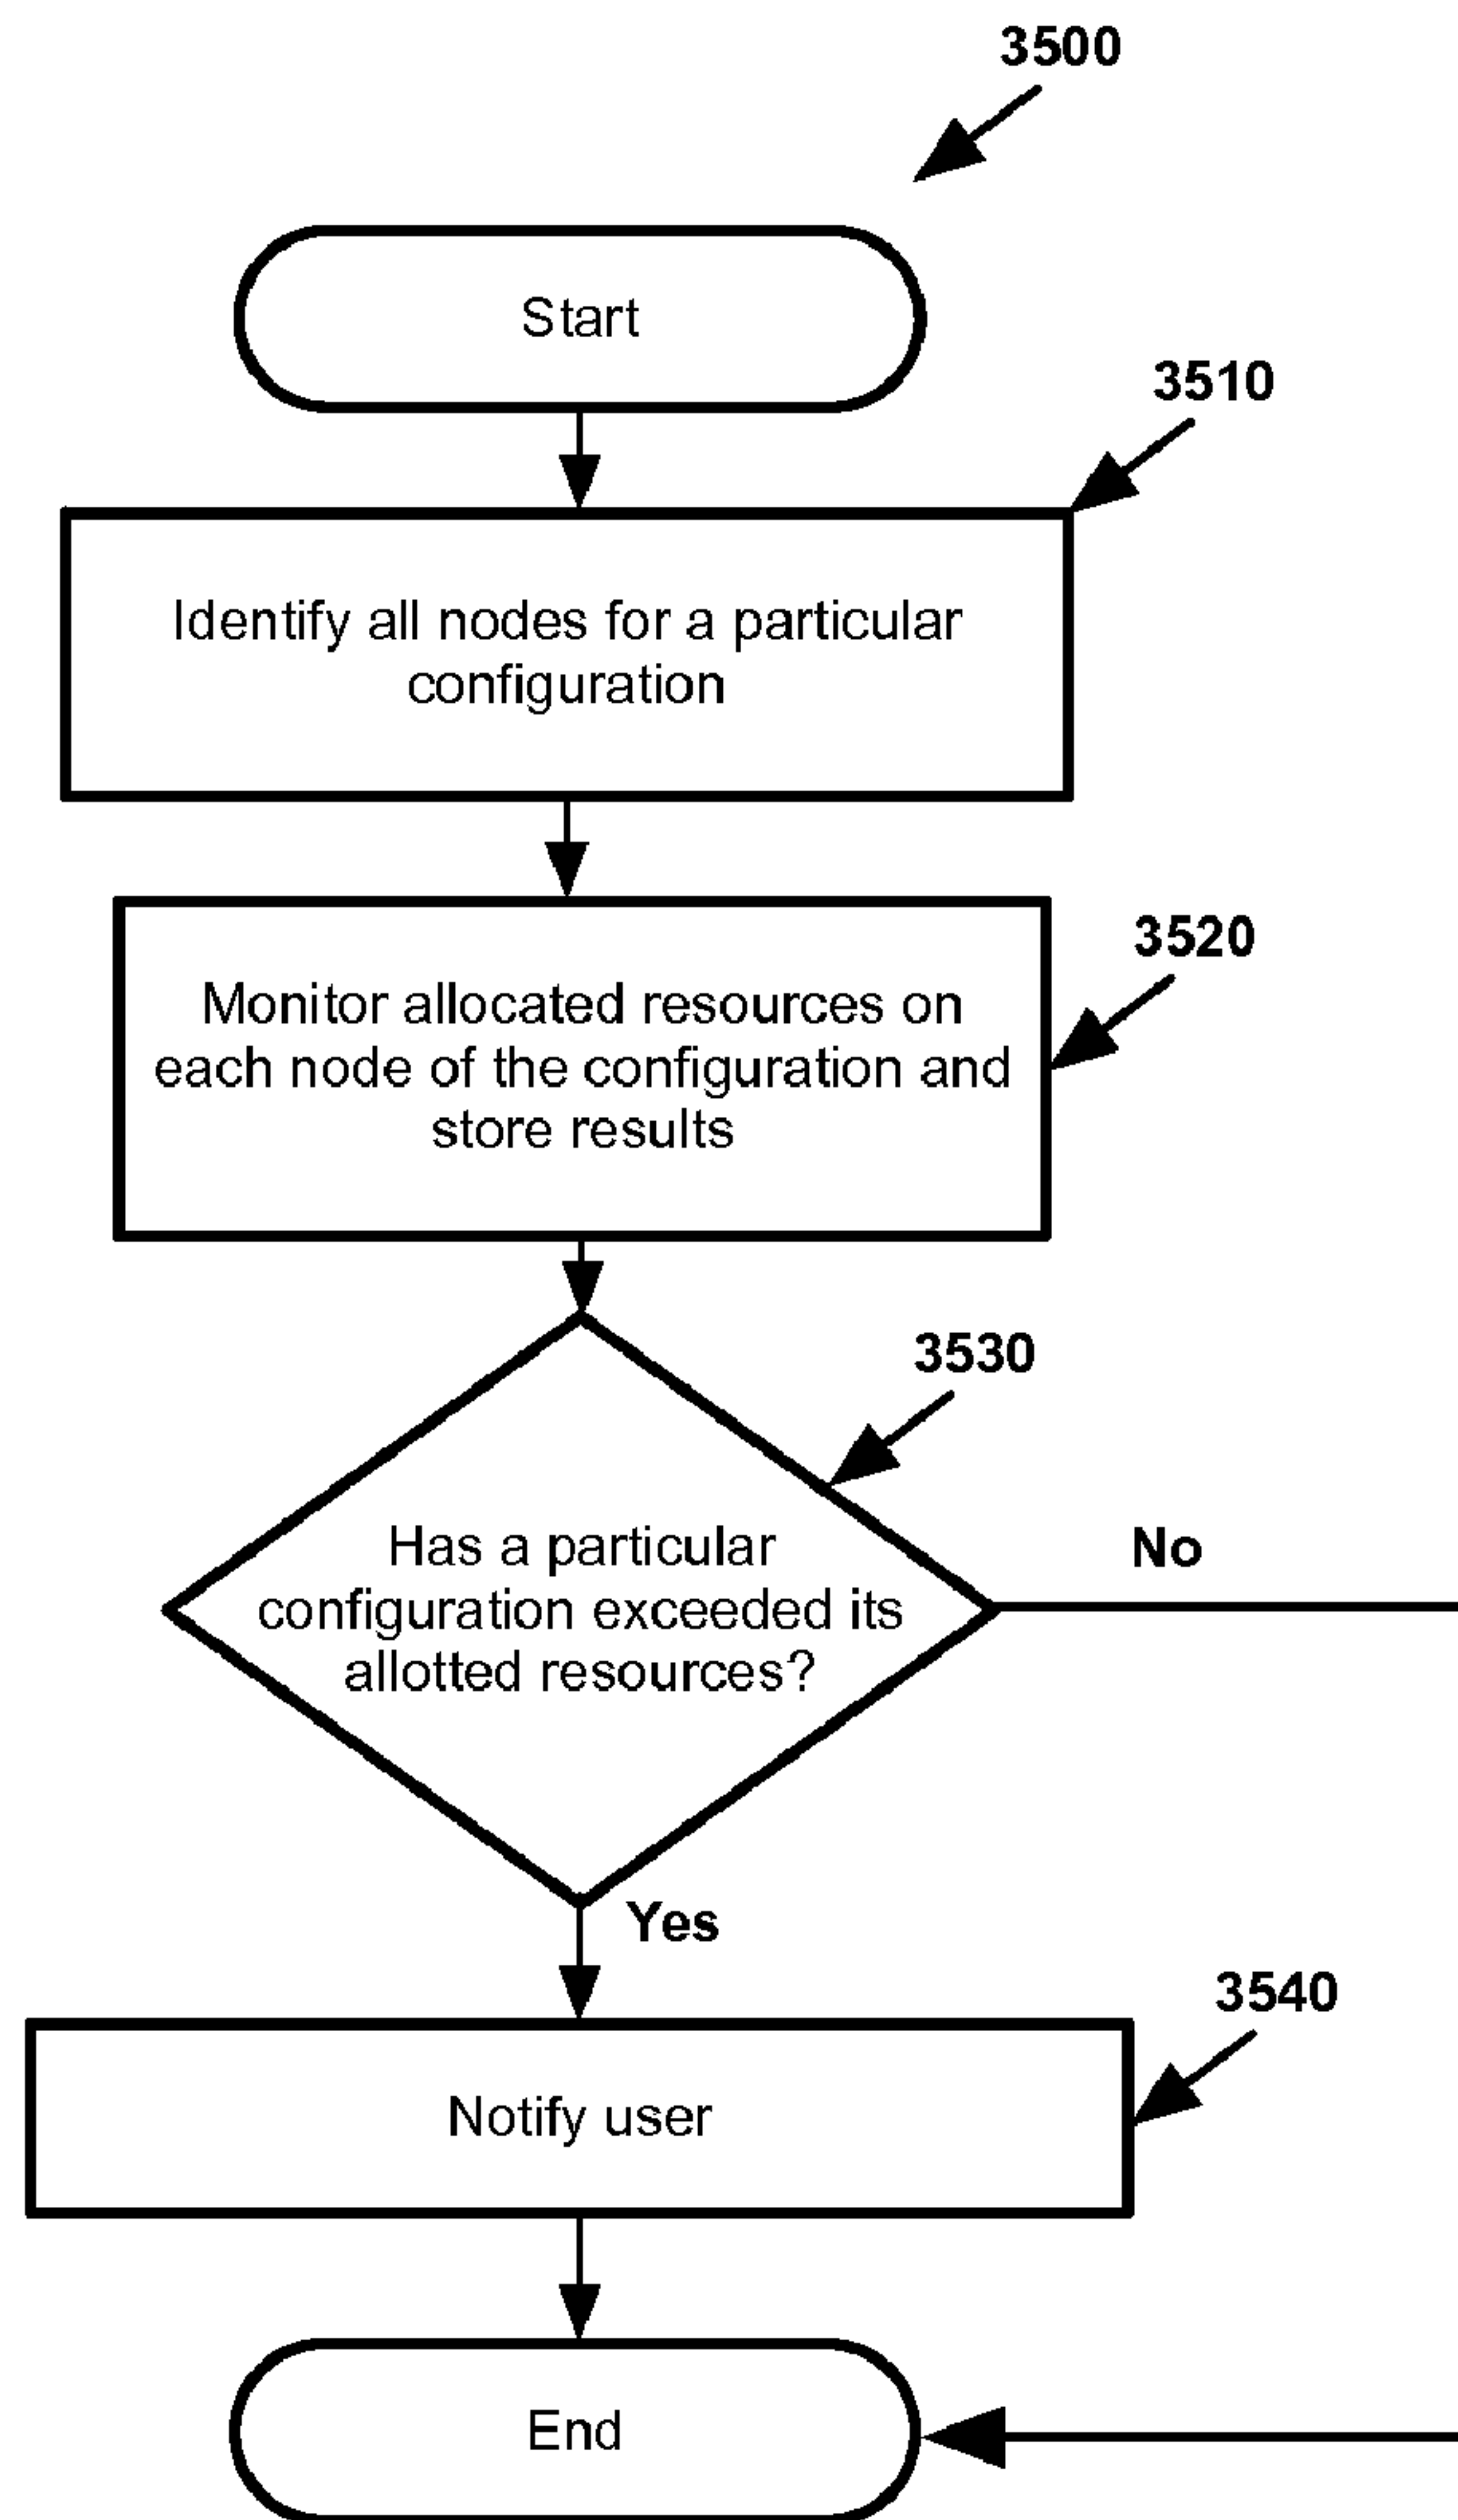 3500
Start
3510
Identify all nodes for a particular
configuration
3520
Monitor allocated resources on
each node of the configuration and
store results
3530
Has a particular
configuration exceeded its
allotted resources?
No
Yes
3540
Notify user
End